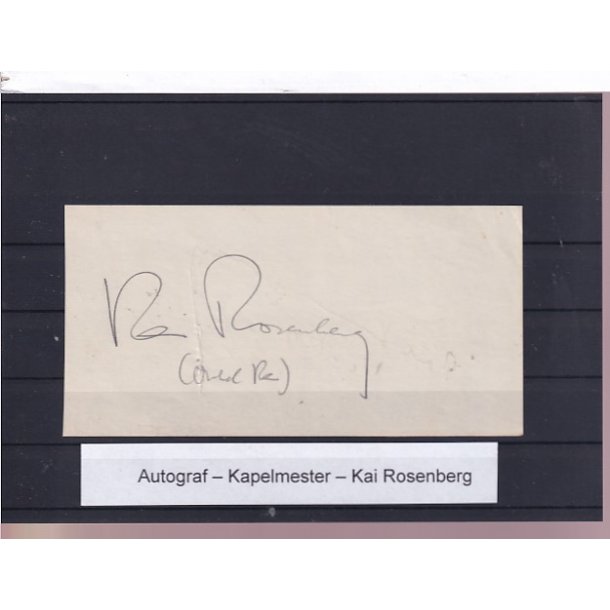 Kai Rosenberg
Autograf – Kapelmester – Kai Rosenberg